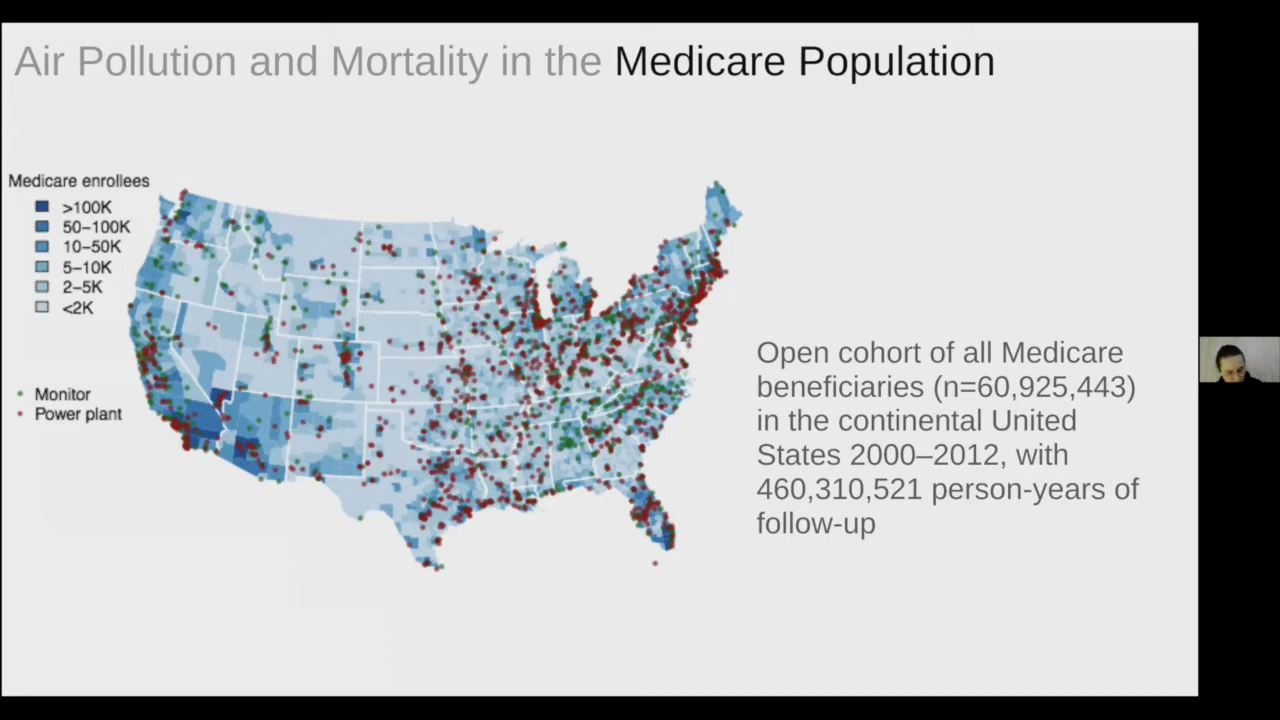 Air Pollution and Mortality in the Medicare Population
Medicare enrollees
>100K
50–100K
10–50K
5–10K
2–5K
<2K
Monitor
Power plant
Open cohort of all Medicare
beneficiaries (n=60,925,443)
in the continental United
States 2000–2012, with
460,310,521 person-years of
follow-up